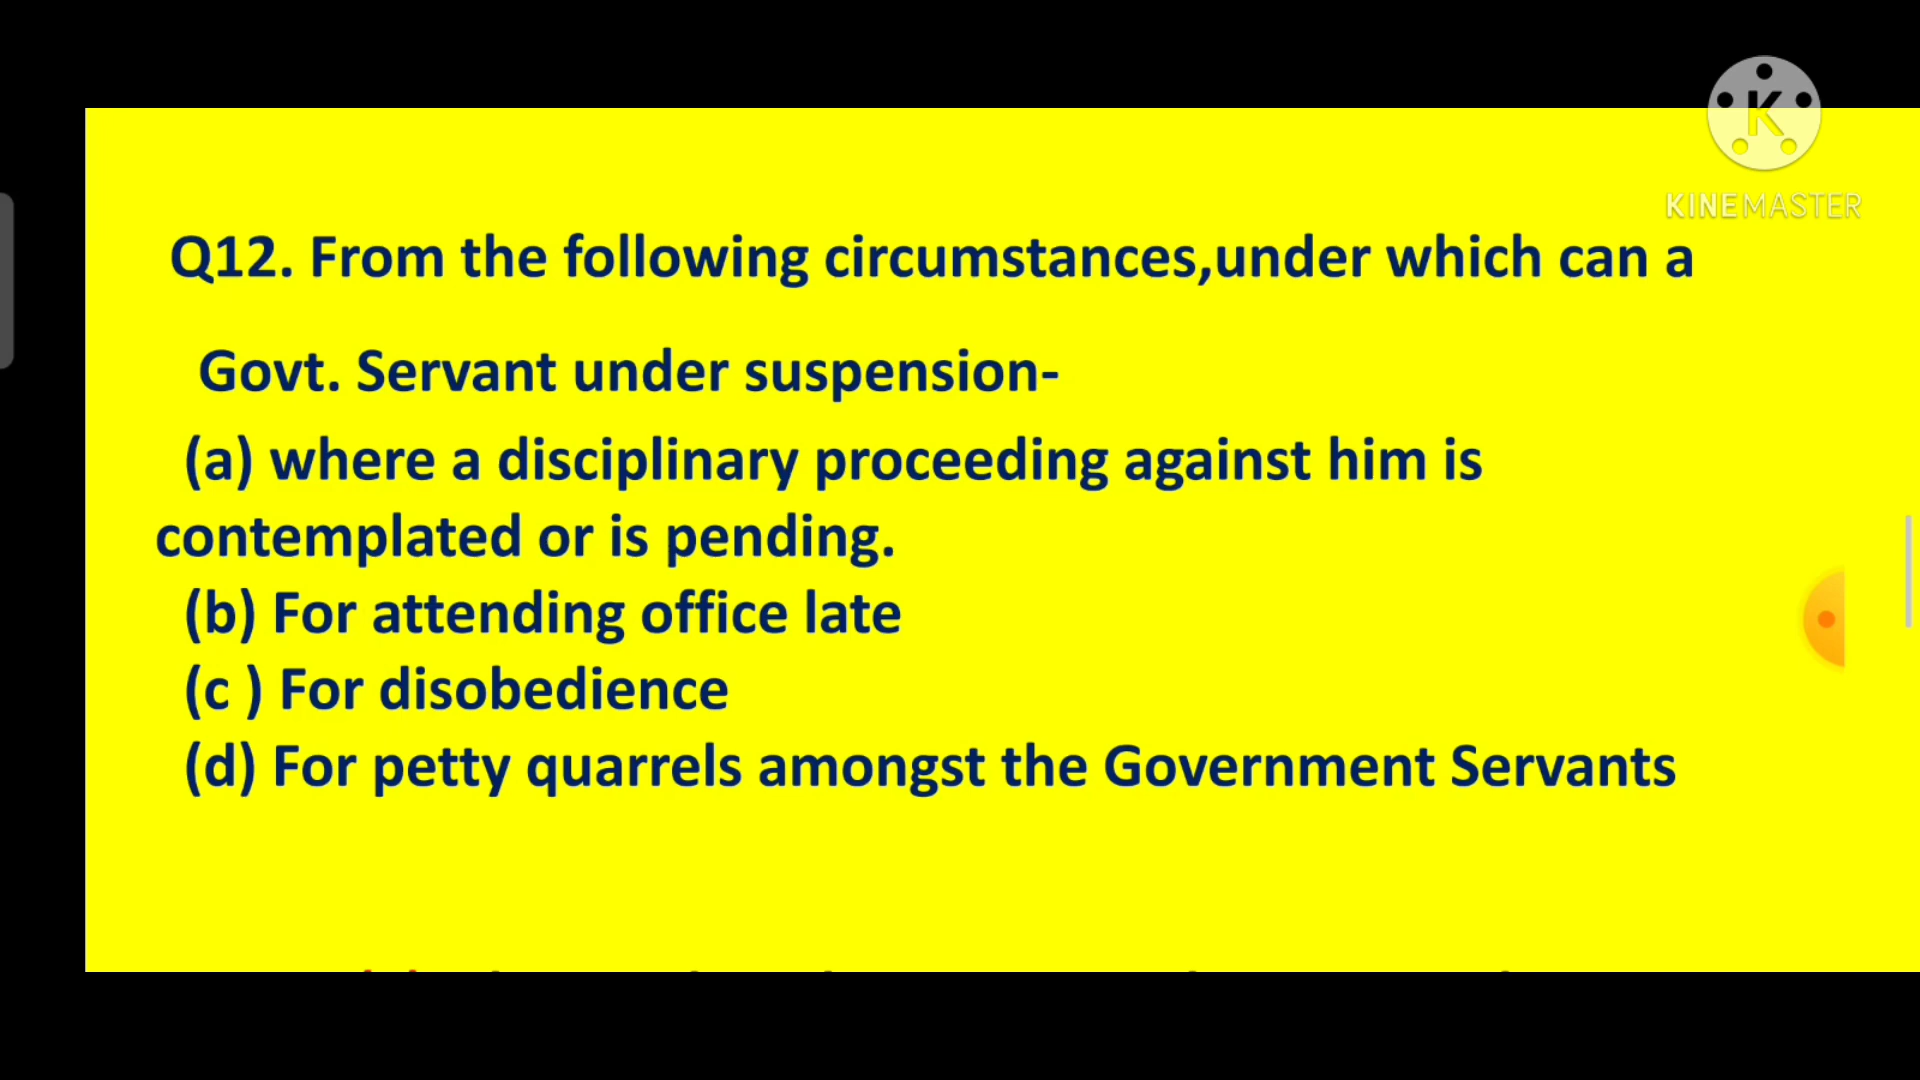 K
KINEMASTER
Q12. From the following circumstances,under which can a
Govt. Servant under suspension-
(a) where a disciplinary proceeding against him is
contemplated or is pending.
(b) For attending office late
(c ) For disobedience
(d) For petty quarrels amongst the Government Servants